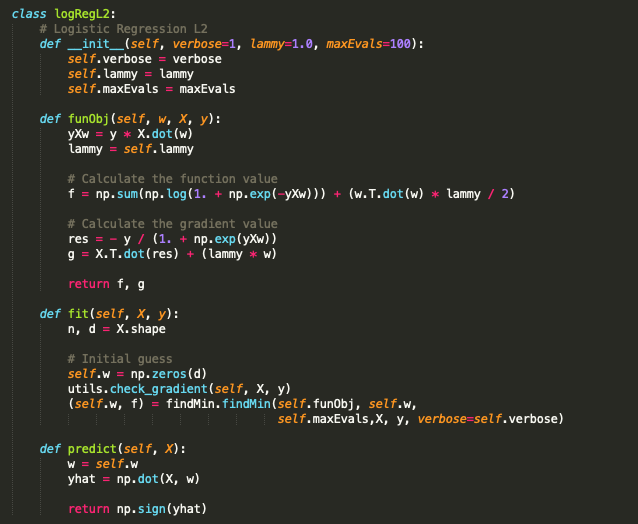 class logRegL2:
    # Logistic Regression L2
    def __init__(self, verbose=1, lammy=1.0, maxEvals=100):
        self.verbose = verbose
        self.lammy = lammy
        self.maxEvals = maxEvals

    def funObj(self, w, X, y):
        yXw = y * X.dot(w)
        lammy = self.lammy

        # Calculate the function value
        f = np.sum(np.log(1. + np.exp(-yXw))) + (w.T.dot(w) * lammy / 2)

        # Calculate the gradient value
        res = - y / (1. + np.exp(yXw))
        g = X.T.dot(res) + (lammy * w)

        return f, g

    def fit(self, X, y):
        n, d = X.shape

        # Initial guess
        self.w = np.zeros(d)
        utils.check_gradient(self, X, y)
        (self.w, f) = findMin.findMin(self.funObj, self.w,
                                      self.maxEvals,X, y, verbose=self.verbose)

    def predict(self, X):
        w = self.w
        yhat = np.dot(X, w)

        return np.sign(yhat)